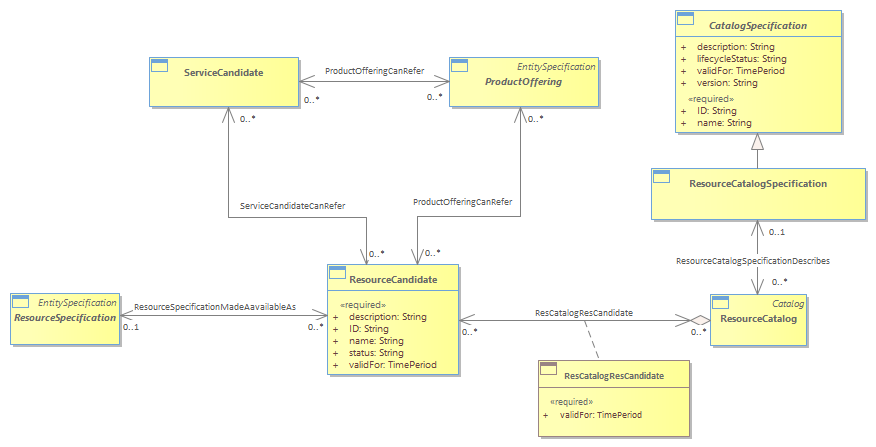 CatalogSpecification
+ description: String
+ lifecycleStatus: String
+ validFor: TimePeriod
+ version: String
«required»
+ ID: String
+ name: String
ServiceCandidate
ProductOfferingCanRefer
0..*
0..*
EntitySpecification
ProductOffering
0..*
0..*
ResourceCatalogSpecification
ServiceCandidateCanRefer
ProductOfferingCanRefer
0..1
ResourceCatalogSpecificationDescribes
0..*
0..*
0..*
ResourceCandidate
«required»
+ description: String
+ ID: String
+ name: String
+ status: String
+ validFor: TimePeriod
EntitySpecification
ResourceSpecification
ResourceSpecificationMadeAavailableAs
0..1
0..*
ResCatalogResCandidate
0..*
0..*
Catalog
ResourceCatalog
ResCatalogResCandidate
«required»
+ validFor: TimePeriod